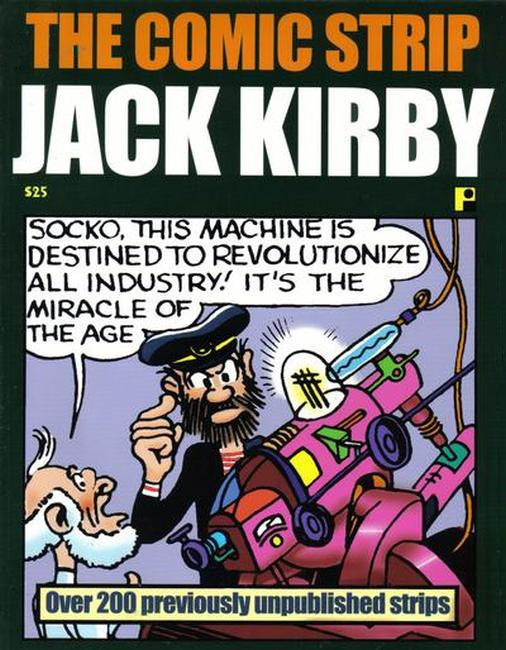 THE COMIC STRIP
JACK KIRBY
$25
SOCKO, THIS MACHINE IS
DESTINED TO REVOLUTIONIZE
ALL INDUSTRY! IT'S THE
MIRACLE OF
THE AGE
Over 200 previously unpublished strips